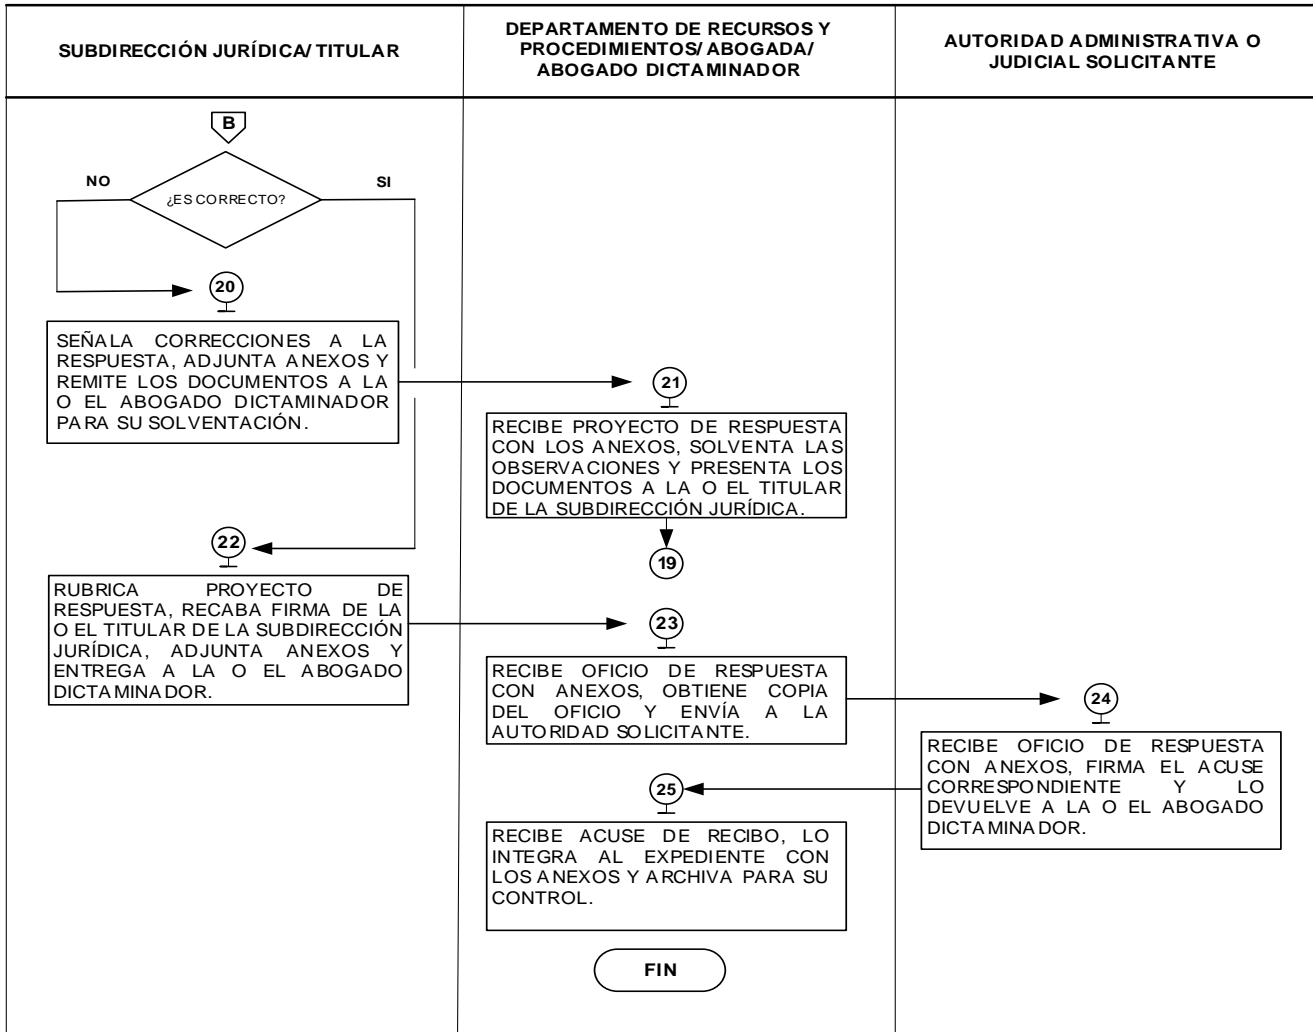 SUBDIRECCIÓN JURÍDICA/ TITULAR
DEPARTAMENTO DE RECURSOS Y
PROCEDIMIENTOS/ ABOGADA/
ABOGADO DICTAMINADOR
AUTORIDAD ADMINISTRATIVA O
JUDICIAL SOLICITANTE
B
NO
SI
¿ES CORRECTO?
20
SEÑALA CORRECCIONES A LA
RESPUESTA, ADJUNTA ANEXOS Y
REMITE LOS DOCUMENTOS A LA
O EL ABOGADO DICTAMINADOR
PARA SU SOLVENTACIÓN.
21
RECIBE PROYECTO DE RESPUESTA
CON LOS ANEXOS, SOLVENTA LAS
OBSERVACIONES Y PRESENTA LOS
DOCUMENTOS A LA O EL TITULAR
DE LA SUBDIRECCIÓN JURÍDICA.
19
22
RUBRICA PROYECTO DE
RESPUESTA, RECABA FIRMA DE LA
O EL TITULAR DE LA SUBDIRECCIÓN
JURÍDICA, ADJUNTA ANEXOS Y
ENTREGA A LA O EL ABOGADO
DICTAMINADOR.
23
RECIBE OFICIO DE RESPUESTA
CON ANEXOS, OBTIENE COPIA
DEL OFICIO Y ENVÍA A LA
AUTORIDAD SOLICITANTE.
24
RECIBE OFICIO DE RESPUESTA
CON ANEXOS, FIRMA EL ACUSE
CORRESPONDIENTE Y LO
DEVUELVE A LA O EL ABOGADO
DICTAMINADOR.
25
RECIBE ACUSE DE RECIBO, LO
INTEGRA AL EXPEDIENTE CON
LOS ANEXOS Y ARCHIVA PARA SU
CONTROL.
FIN